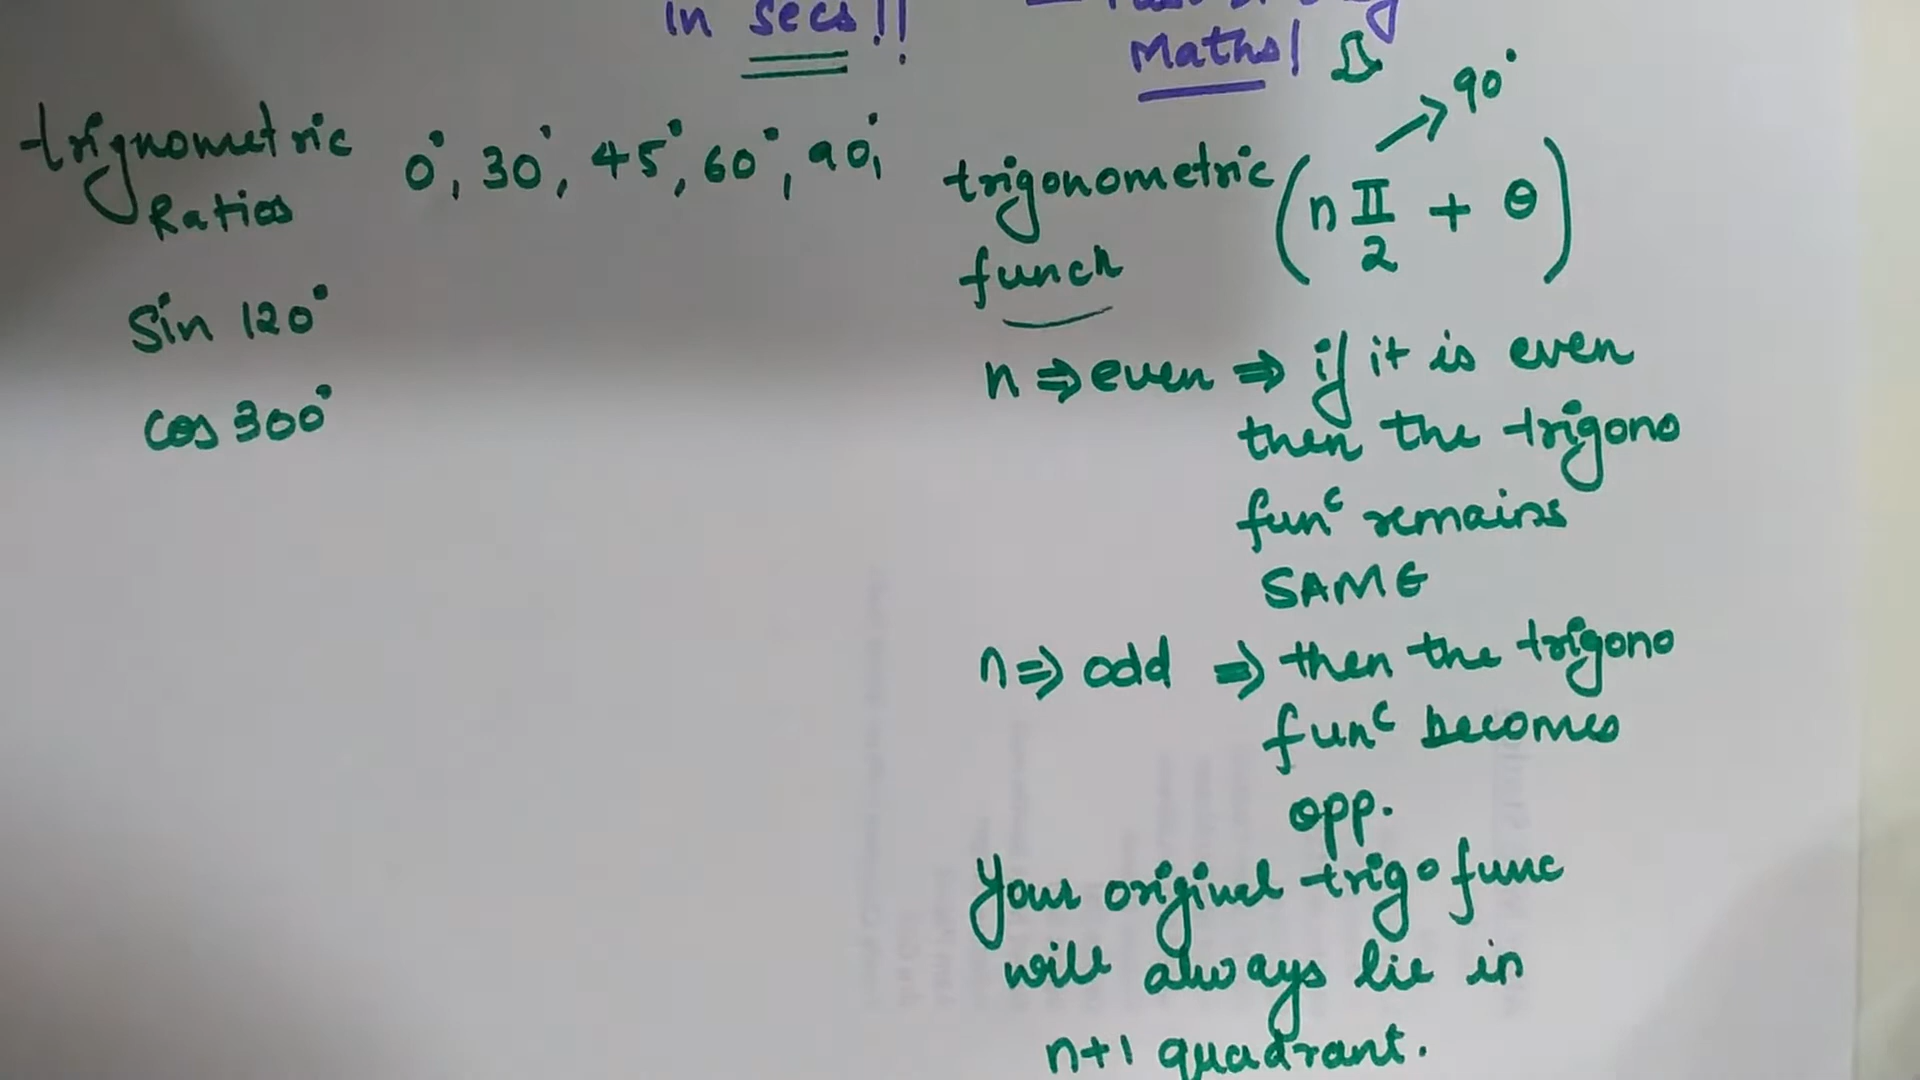 in secs!!
Maths!
trignometric
Ratios
0°, 30°, 45°, 60°, 90°,
sin 120°
cos 300°
trigonometric
funcn
(n π/2 + θ)
→ 90°
n ⇒ even ⇒ if it is even
then the trigono
funᶜ remains
SAME
n ⇒ odd ⇒ then the trigono
funᶜ becomes
opp.
Your original trigo func
will always lie in
n+1 quadrant.